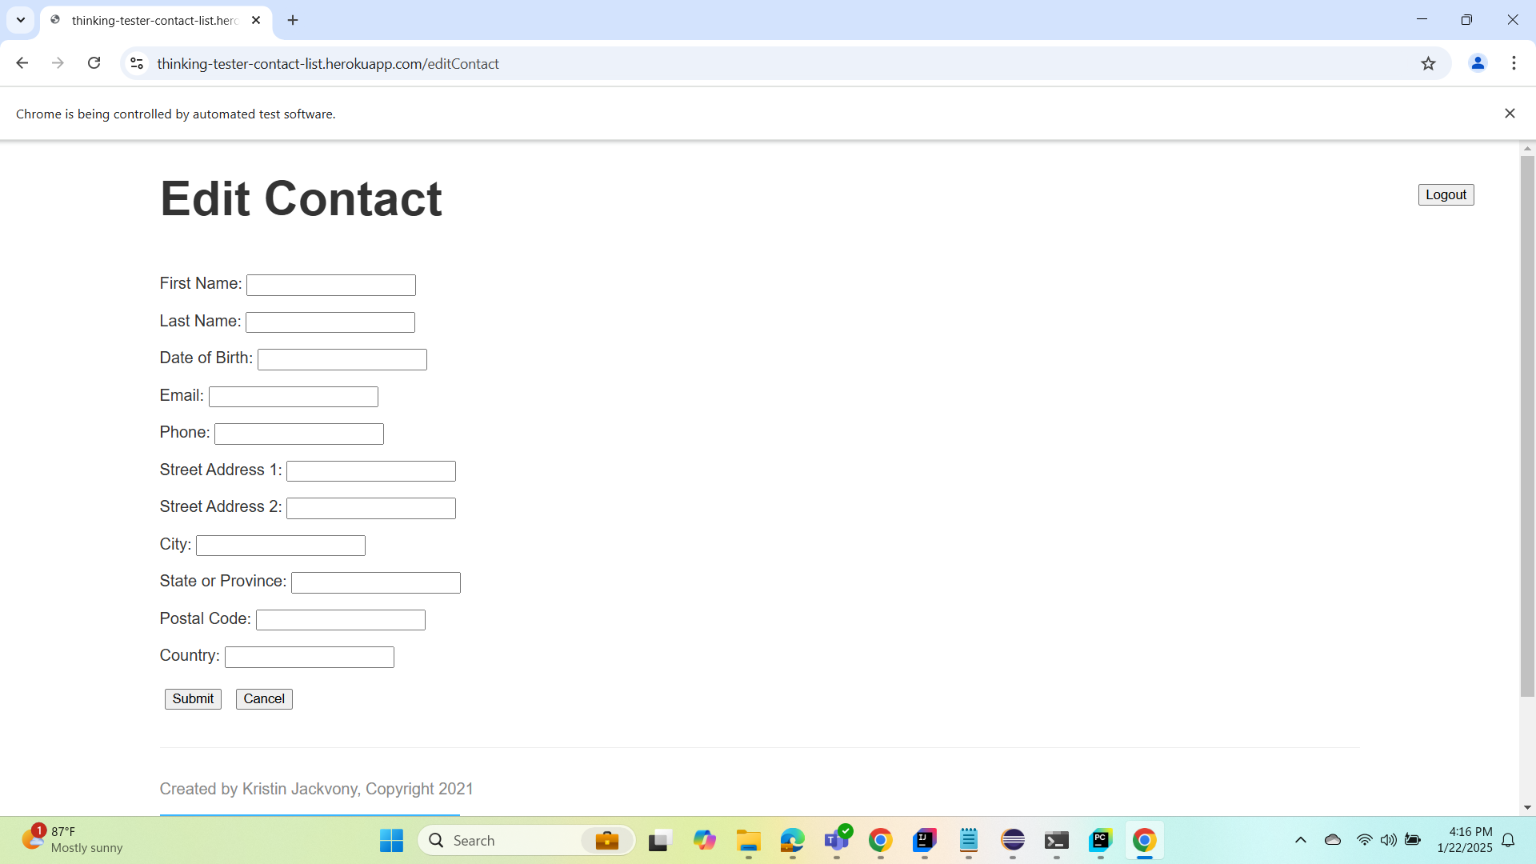 thinking-tester-contact-list.herc
thinking-tester-contact-list.herokuapp.com/editContact
Chrome is being controlled by automated test software.
Edit Contact
Logout
First Name:
Last Name:
Date of Birth:
Email:
Phone:
Street Address 1:
Street Address 2:
City:
State or Province:
Postal Code:
Country:
Submit Cancel
Created by Kristin Jackvony, Copyright 2021
1
87°F
Mostly sunny
Search
IJ
PC
4:16 PM
1/22/2025